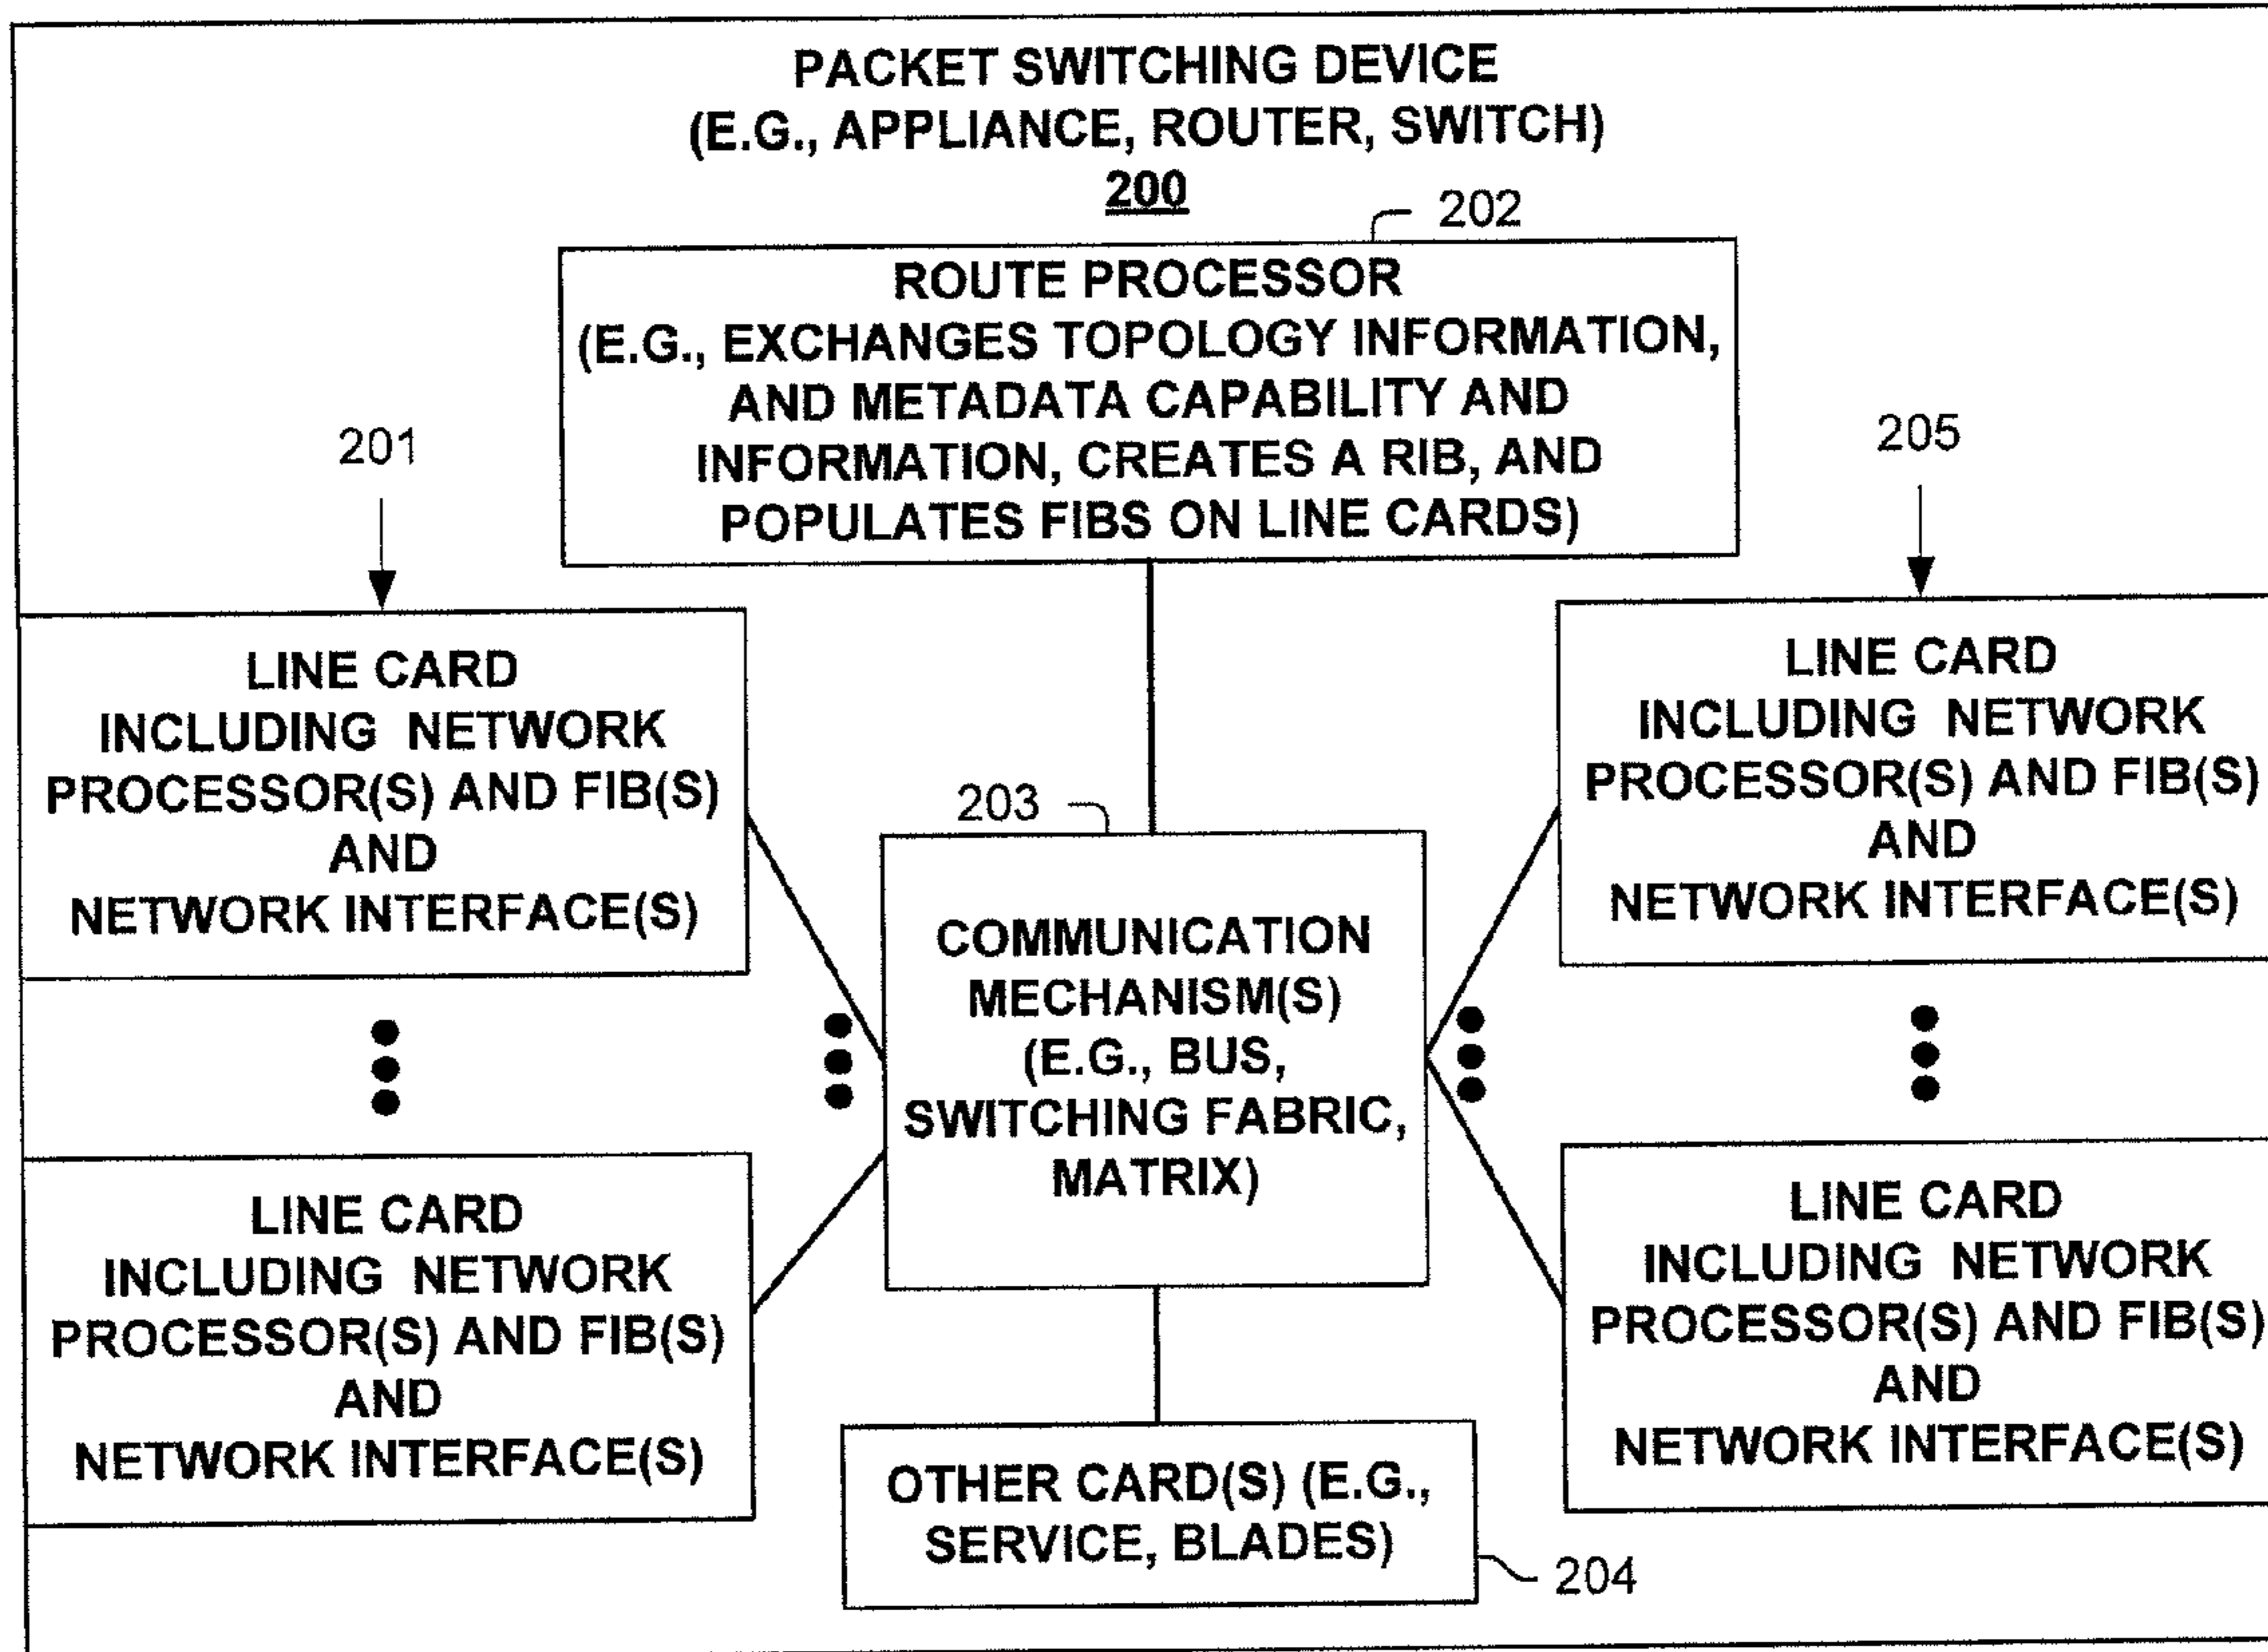 PACKET SWITCHING DEVICE
(E.G., APPLIANCE, ROUTER, SWITCH)
200
202
ROUTE PROCESSOR
(E.G., EXCHANGES TOPOLOGY INFORMATION,
AND METADATA CAPABILITY AND
INFORMATION, CREATES A RIB, AND
POPULATES FIBS ON LINE CARDS)
201
LINE CARD
INCLUDING NETWORK
PROCESSOR(S) AND FIB(S)
AND
NETWORK INTERFACE(S)
LINE CARD
INCLUDING NETWORK
PROCESSOR(S) AND FIB(S)
AND
NETWORK INTERFACE(S)
203
COMMUNICATION
MECHANISM(S)
(E.G., BUS,
SWITCHING FABRIC,
MATRIX)
OTHER CARD(S) (E.G.,
SERVICE, BLADES)
204
205
LINE CARD
INCLUDING NETWORK
PROCESSOR(S) AND FIB(S)
AND
NETWORK INTERFACE(S)
LINE CARD
INCLUDING NETWORK
PROCESSOR(S) AND FIB(S)
AND
NETWORK INTERFACE(S)